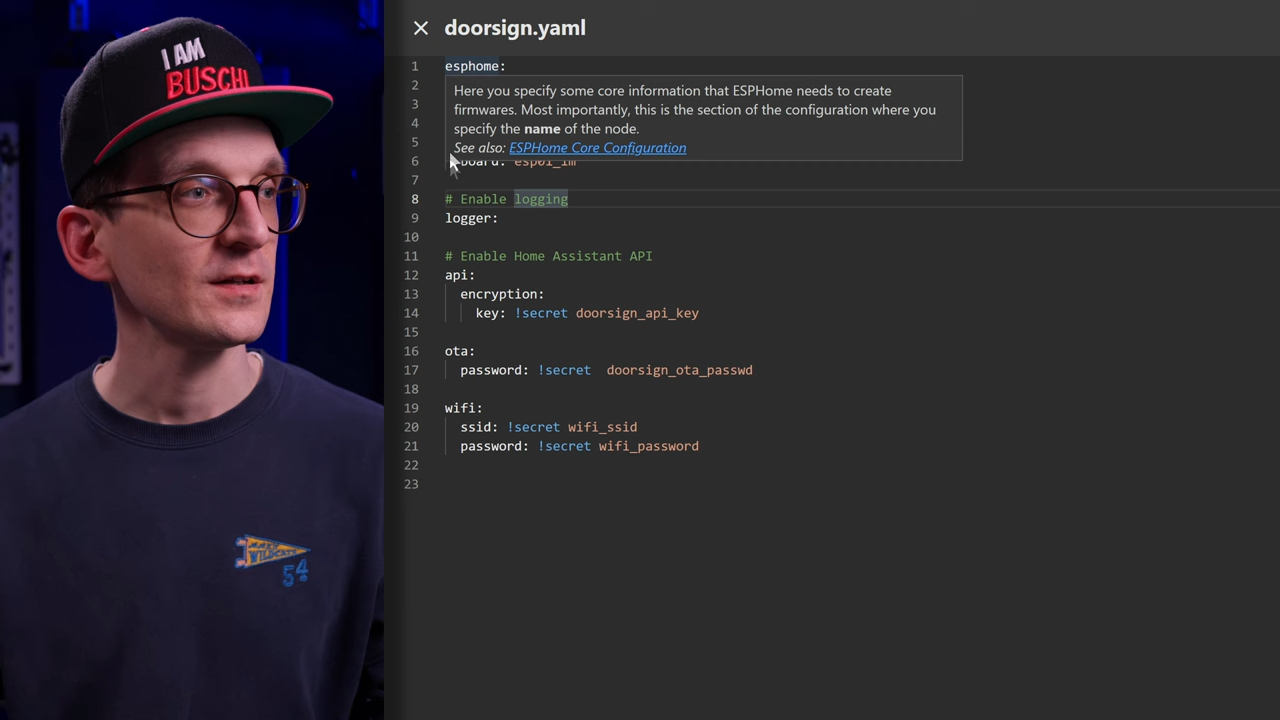 I AM
BUSCHI
WILDCATS
54
doorsign.yaml
1 esphome:
2
3
4
5
6 board: esp01_1m
7
8 # Enable logging
9 logger:
10
11 # Enable Home Assistant API
12 api:
13 encryption:
14 key: !secret doorsign_api_key
15
16 ota:
17 password: !secret  doorsign_ota_passwd
18
19 wifi:
20 ssid: !secret wifi_ssid
21 password: !secret wifi_password
22
23
Here you specify some core information that ESPHome needs to create
firmwares. Most importantly, this is the section of the configuration where you
specify the name of the node.
See also: ESPHome Core Configuration